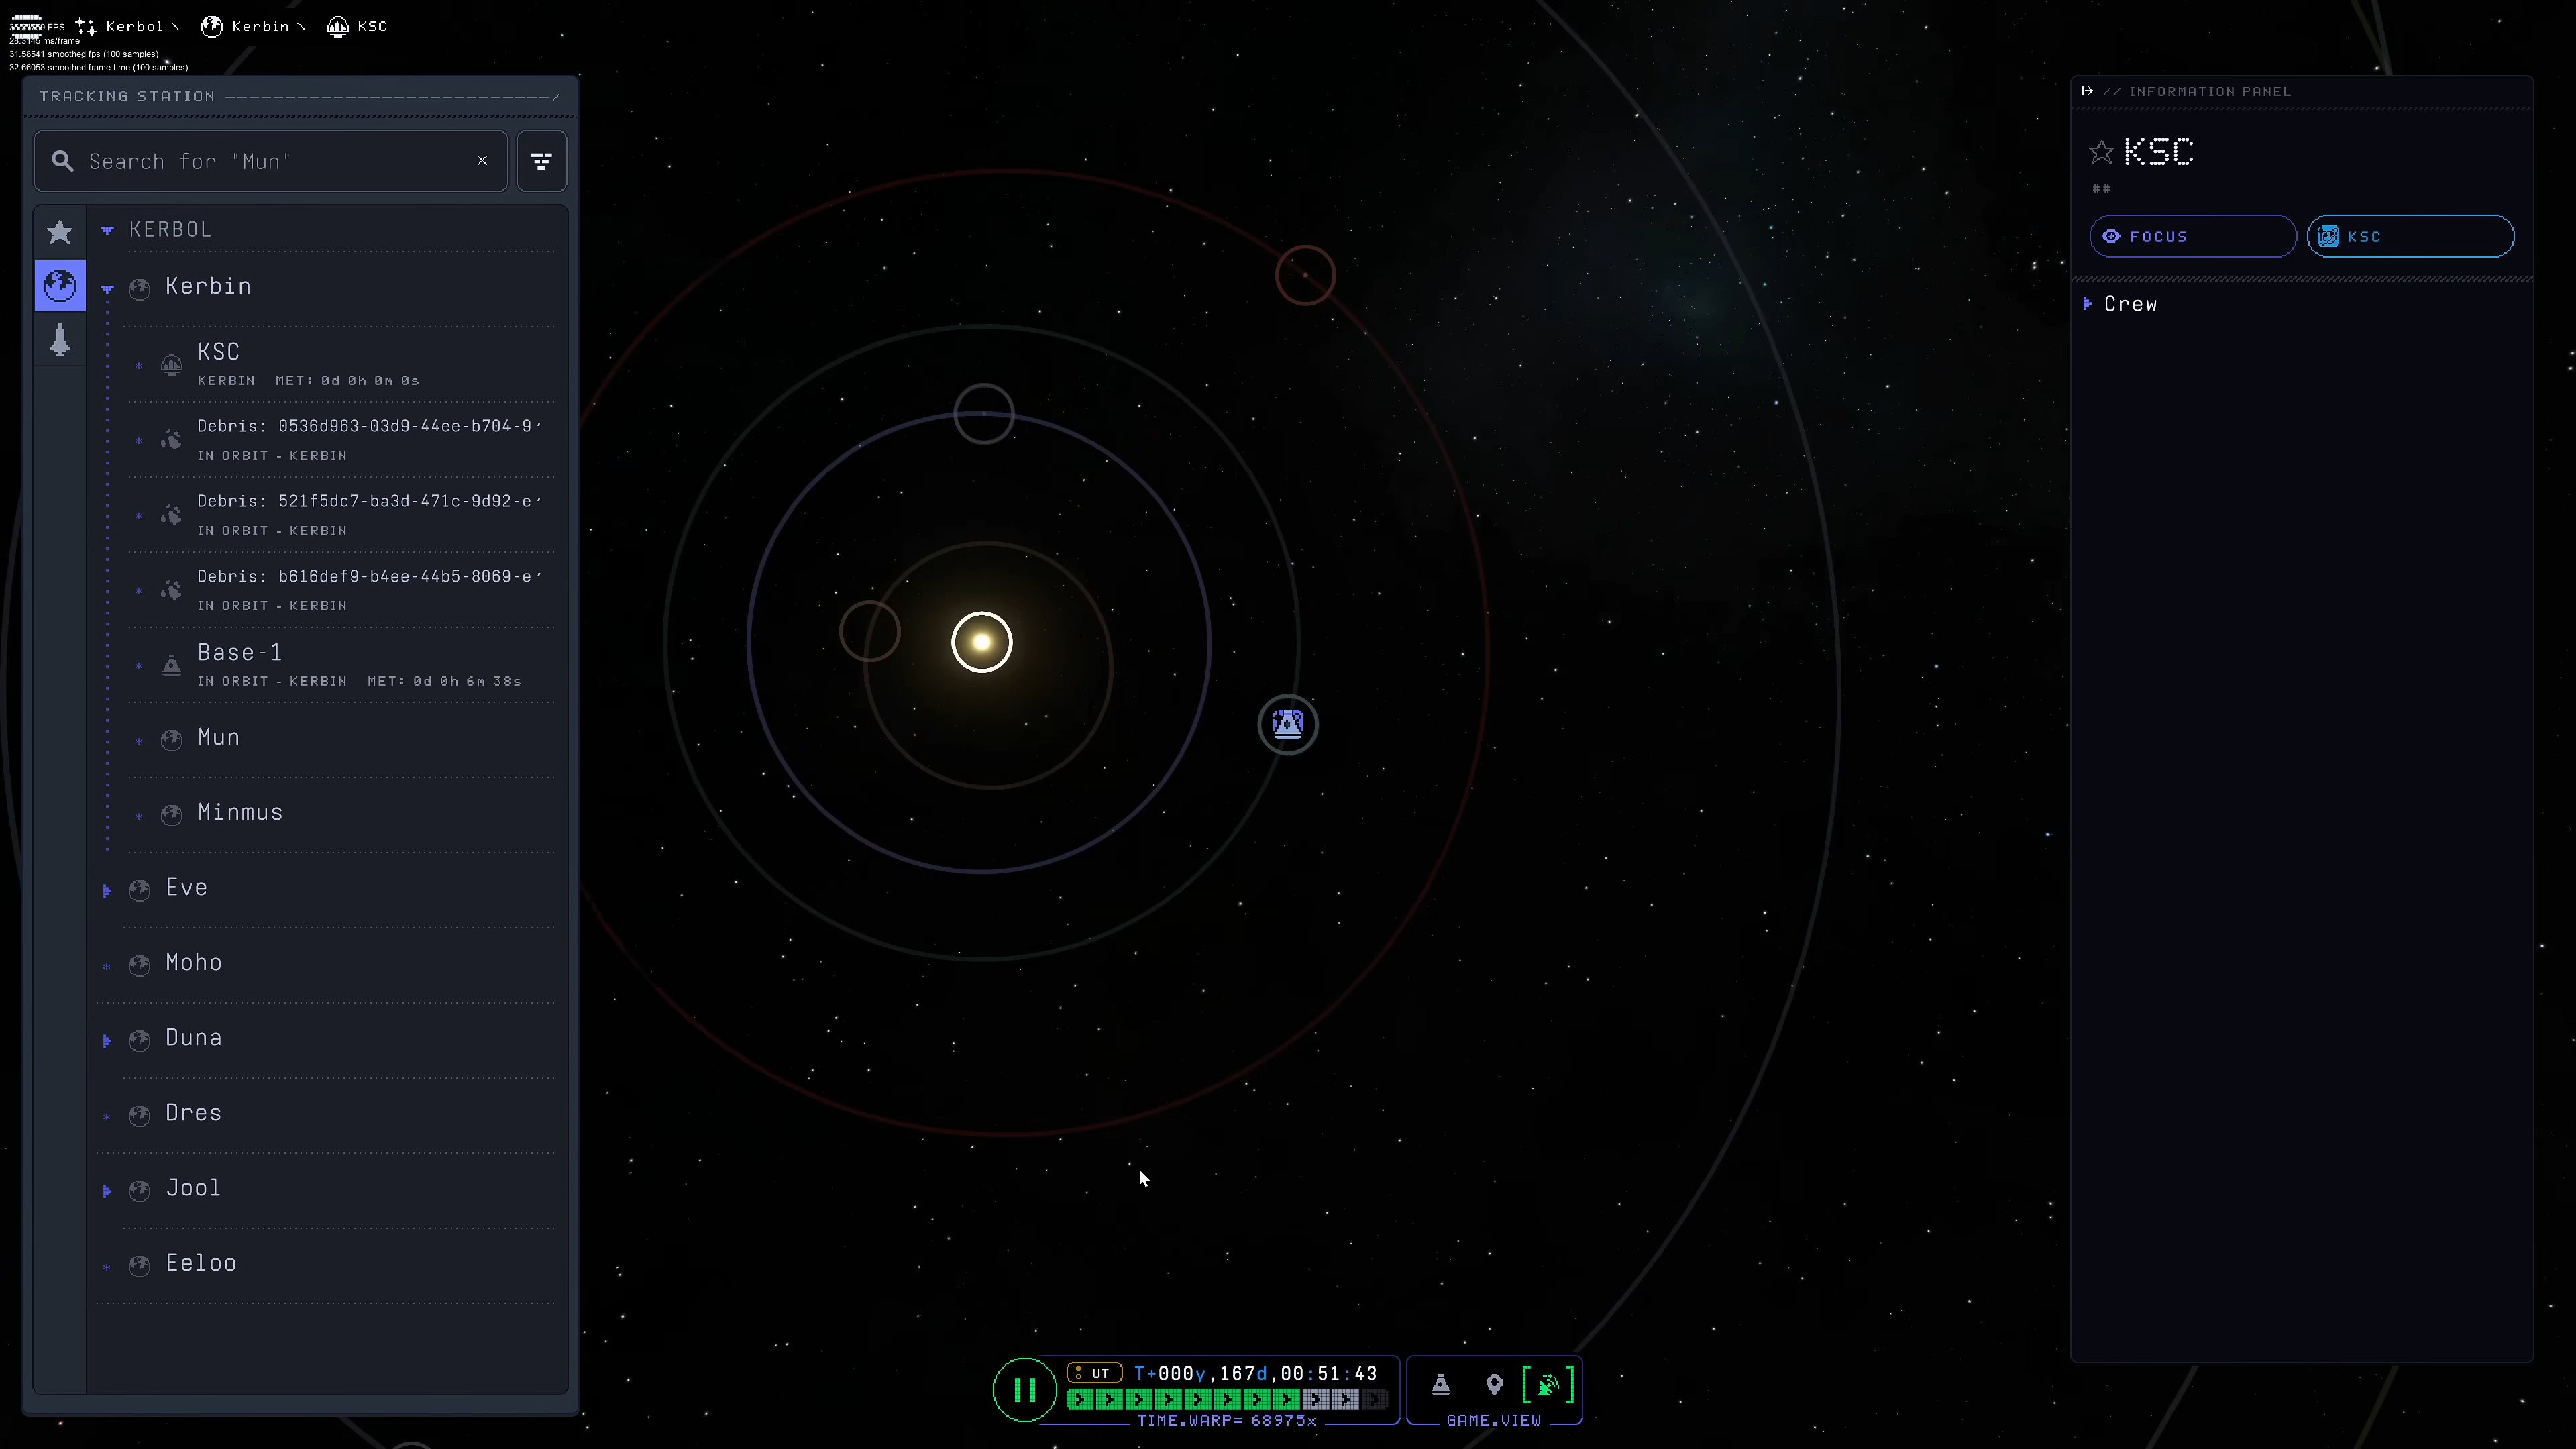 FPS
Kerbol \ Kerbin \ KSC
28.3145 ms/frame
31.58541 smoothed fps (100 samples)
32.66053 smoothed frame time (100 samples)
TRACKING STATION
Search for "Mun"
KERBOL
Kerbin
KSC
KERBIN MET: 0d 0h 0m 0s
Debris: 0536d963-03d9-44ee-b704-9
IN ORBIT - KERBIN
Debris: 521f5dc7-ba3d-471c-9d92-e
IN ORBIT - KERBIN
Debris: b616def9-b4ee-44b5-8069-e
IN ORBIT - KERBIN
Base-1
IN ORBIT - KERBIN MET: 0d 0h 6m 38s
Mun
Minmus
Eve
Moho
Duna
Dres
Jool
Eeloo
// INFORMATION PANEL
KSC
##
FOCUS
KSC
Crew
UT T+000y,167d,00:51:43
TIME.WARP= 68975x
GAME.VIEW